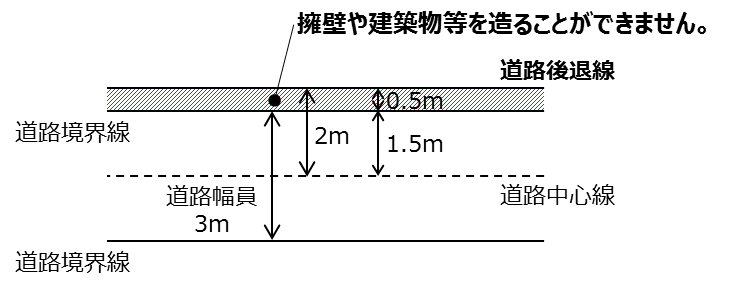 擁壁や建築物等を造ることができません。
道路後退線
0.5m
道路境界線
2m
1.5m
道路幅員
3m
道路中心線
道路境界線